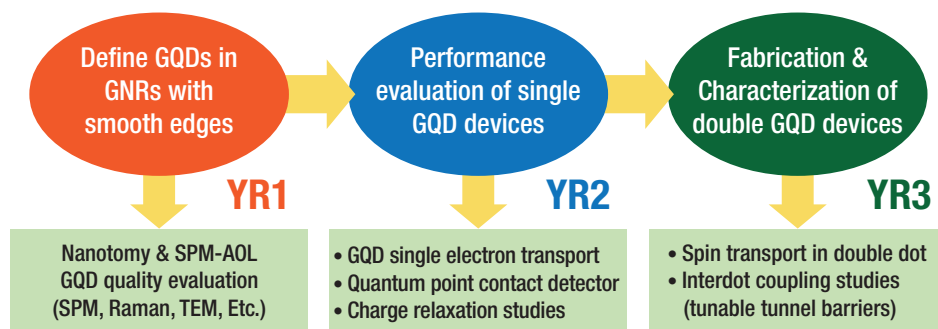 Define GQDs in
GNRs with
smooth edges
Performance
evaluation of single
GQD devices
Fabrication &
Characterization of
double GQD devices
YR1
YR2
YR3
Nanotomy & SPM-AOL
GQD quality evaluation
(SPM, Raman, TEM, Etc.)
• GQD single electron transport
• Quantum point contact detector
• Charge relaxation studies
• Spin transport in double dot
• Interdot coupling studies
(tunable tunnel barriers)